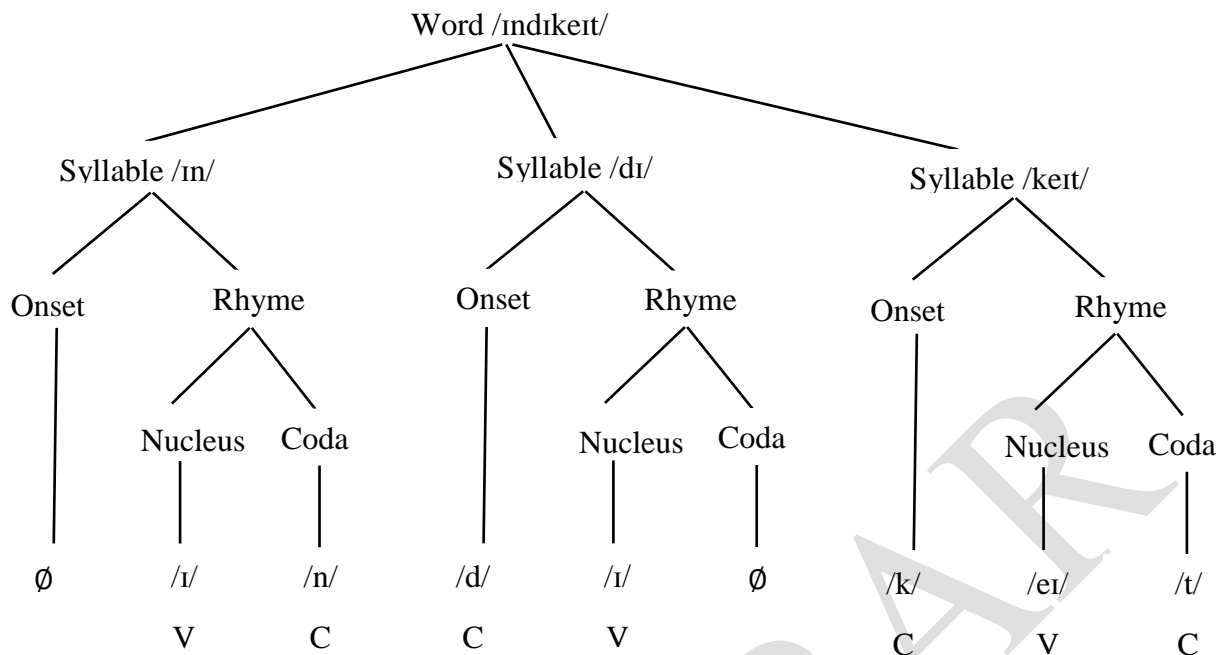 Word /ɪndɪkeɪt/
Syllable /ɪn/ Syllable /dɪ/ Syllable /keɪt/
Onset Rhyme Onset Rhyme Onset Rhyme
Nucleus Coda Nucleus Coda Nucleus Coda
∅ /ɪ/ /n/ /d/ /ɪ/ ∅ /k/ /eɪ/ /t/
V C C V C V C